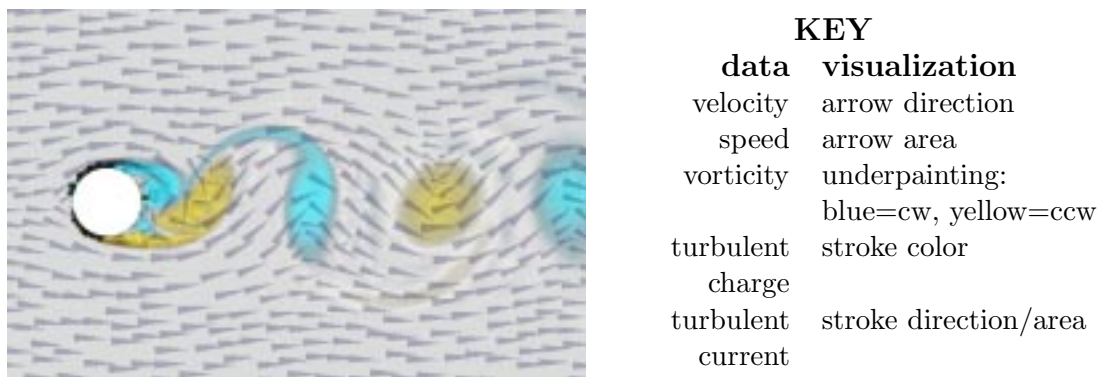 KEY
data visualization
velocity arrow direction
speed arrow area
vorticity underpainting:
blue=cw, yellow=ccw
turbulent stroke color
charge
turbulent stroke direction/area
current